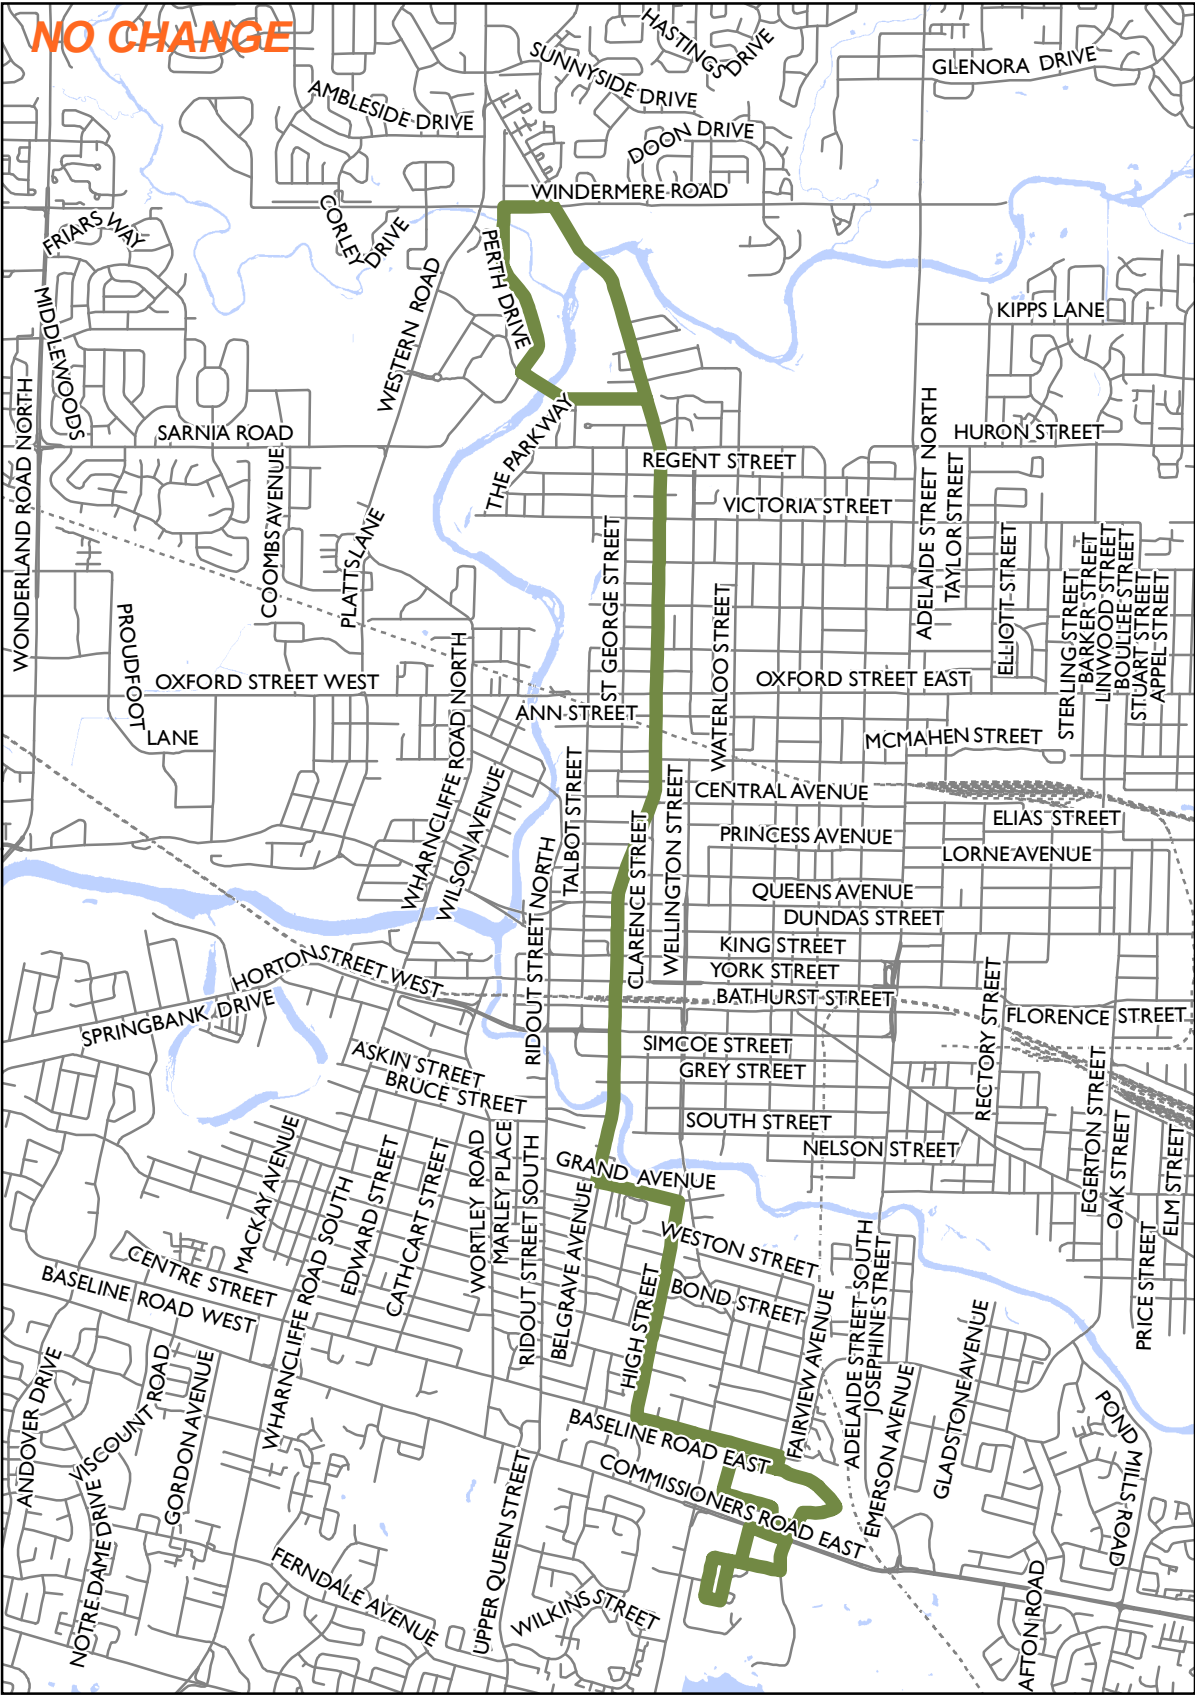 NO CHANGE
HASTINGS DRIVE
SUNNYSIDE DRIVE
GLENORA DRIVE
AMBLESIDE DRIVE
DOON DRIVE
WINDERMERE ROAD
FRIARS WAY
CORLEY DRIVE
PERTH DRIVE
WESTERN ROAD
MIDDLEWOODS
KIPPS LANE
WONDERLAND ROAD NORTH
SARNIA ROAD
THE PARKWAY
HURON STREET
REGENT STREET
ADELAIDE STREET NORTH
TAYLOR STREET
VICTORIA STREET
COOMBS AVENUE
PLATTS LANE
ST GEORGE STREET
ELLIOTT STREET
STERLING STREET
BARKER STREET
LINWOOD STREET
BOULLEE STREET
STUART STREET
APPEL STREET
WATERLOO STREET
PROUDFOOT
LANE
OXFORD STREET WEST
OXFORD STREET EAST
ANN STREET
MCMAHEN STREET
WHARNCLIFFE ROAD NORTH
WILSON AVENUE
TALBOT STREET
CENTRAL AVENUE
CLARENCE STREET
WELLINGTON STREET
PRINCESS AVENUE
ELIAS STREET
LORNE AVENUE
QUEENS AVENUE
DUNDAS STREET
RIDOUT STREET NORTH
KING STREET
YORK STREET
BATHURST STREET
HORTON STREET WEST
SPRINGBANK DRIVE
RECTORY STREET
FLORENCE STREET
SIMCOE STREET
GREY STREET
ASKIN STREET
BRUCE STREET
SOUTH STREET
NELSON STREET
EGERTON STREET
OAK STREET
ELM STREET
PRICE STREET
GRAND AVENUE
MACKAY AVENUE
WHARNCLIFFE ROAD SOUTH
EDWARD STREET
CATHCART STREET
WORTLEY ROAD
MARLEY PLACE
RIDOUT STREET SOUTH
BELGRAVE AVENUE
WESTON STREET
BOND STREET
HIGH STREET
CENTRE STREET
BASELINE ROAD WEST
FAIRVIEW AVENUE
ADELAIDE STREET SOUTH
JOSEPHINE STREET
EMERSON AVENUE
GLADSTONE AVENUE
POND MILLS ROAD
ANDOVER DRIVE
VISCOUNT ROAD
GORDON AVENUE
NOTRE DAME DRIVE
BASELINE ROAD EAST
COMMISSIONERS ROAD EAST
UPPER QUEEN STREET
FERNDALE AVENUE
WILKINS STREET
AFTON ROAD